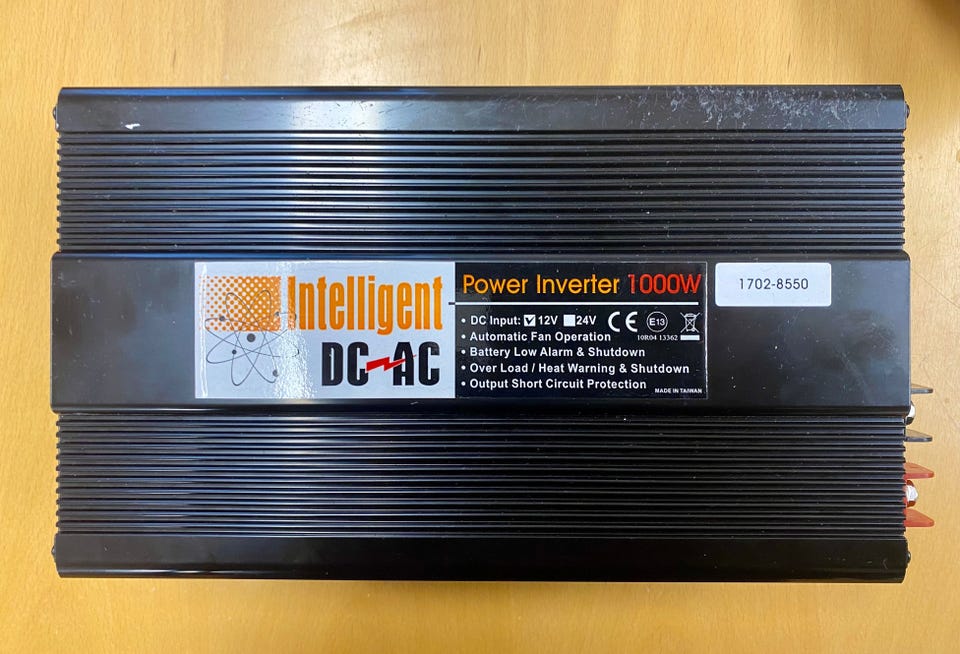 Intelligent
DC AC
Power Inverter 1000W
• DC Input: ☑ 12V ☐ 24V CE E13
10R04 13362
• Automatic Fan Operation
• Battery Low Alarm & Shutdown
• Over Load / Heat Warning & Shutdown
• Output Short Circuit Protection
MADE IN TAIWAN
1702-8550